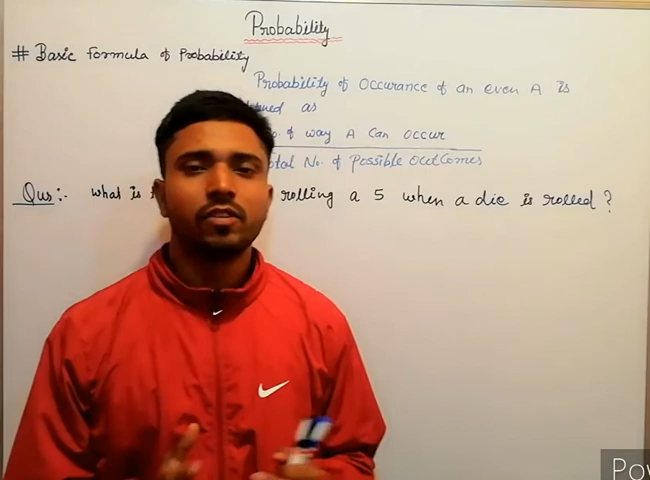 Probability
# Basic formula of Probability
Probability of Occurance of an even A is
as
of way A Can Occur
No. of Possible Outcomes
Qus:- what is rolling a 5 when a die is rolled ?